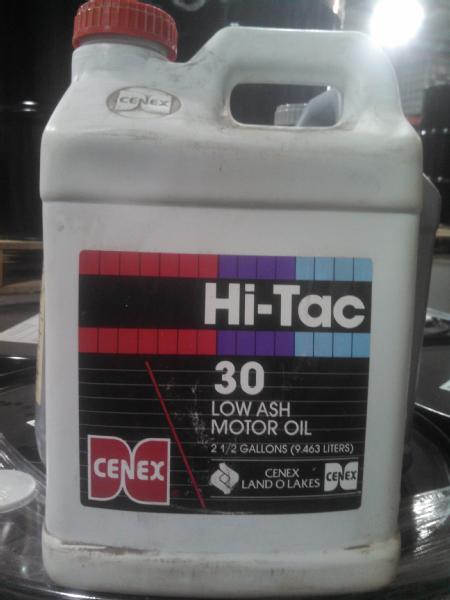 CENEX
Hi-Tac
30
LOW ASH
MOTOR OIL
2 1/2 GALLONS (9.463 LITERS)
CENEX
CENEX
LAND O LAKES
CENEX